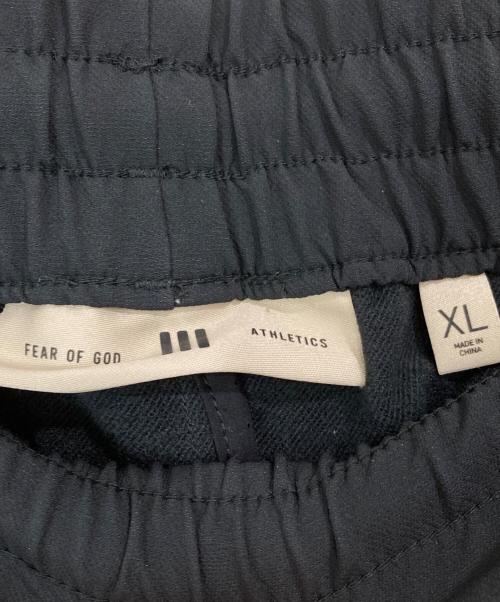 FEAR OF GOD
ATHLETICS
XL
MADE IN
CHINA